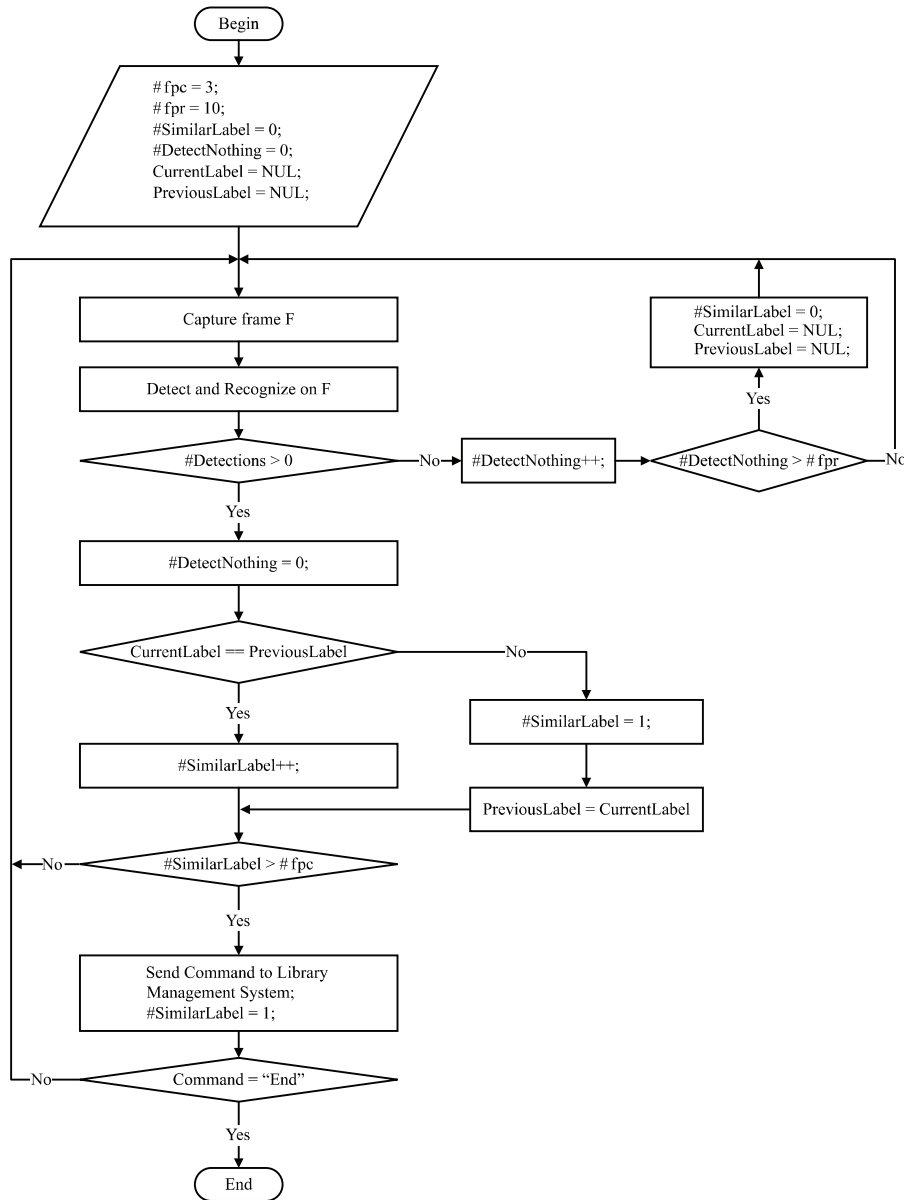 Begin
# fpc = 3;
# fpr = 10;
#SimilarLabel = 0;
#DetectNothing = 0;
CurrentLabel = NUL;
PreviousLabel = NUL;
Capture frame F
#SimilarLabel = 0;
CurrentLabel = NUL;
PreviousLabel = NUL;
Detect and Recognize on F
Yes
#Detections > 0
No
#DetectNothing++;
#DetectNothing > # fpr
No
Yes
#DetectNothing = 0;
CurrentLabel == PreviousLabel
No
Yes
#SimilarLabel = 1;
#SimilarLabel++;
PreviousLabel = CurrentLabel
#SimilarLabel > # fpc
No
Yes
Send Command to Library
Management System;
#SimilarLabel = 1;
Command = “End”
No
Yes
End